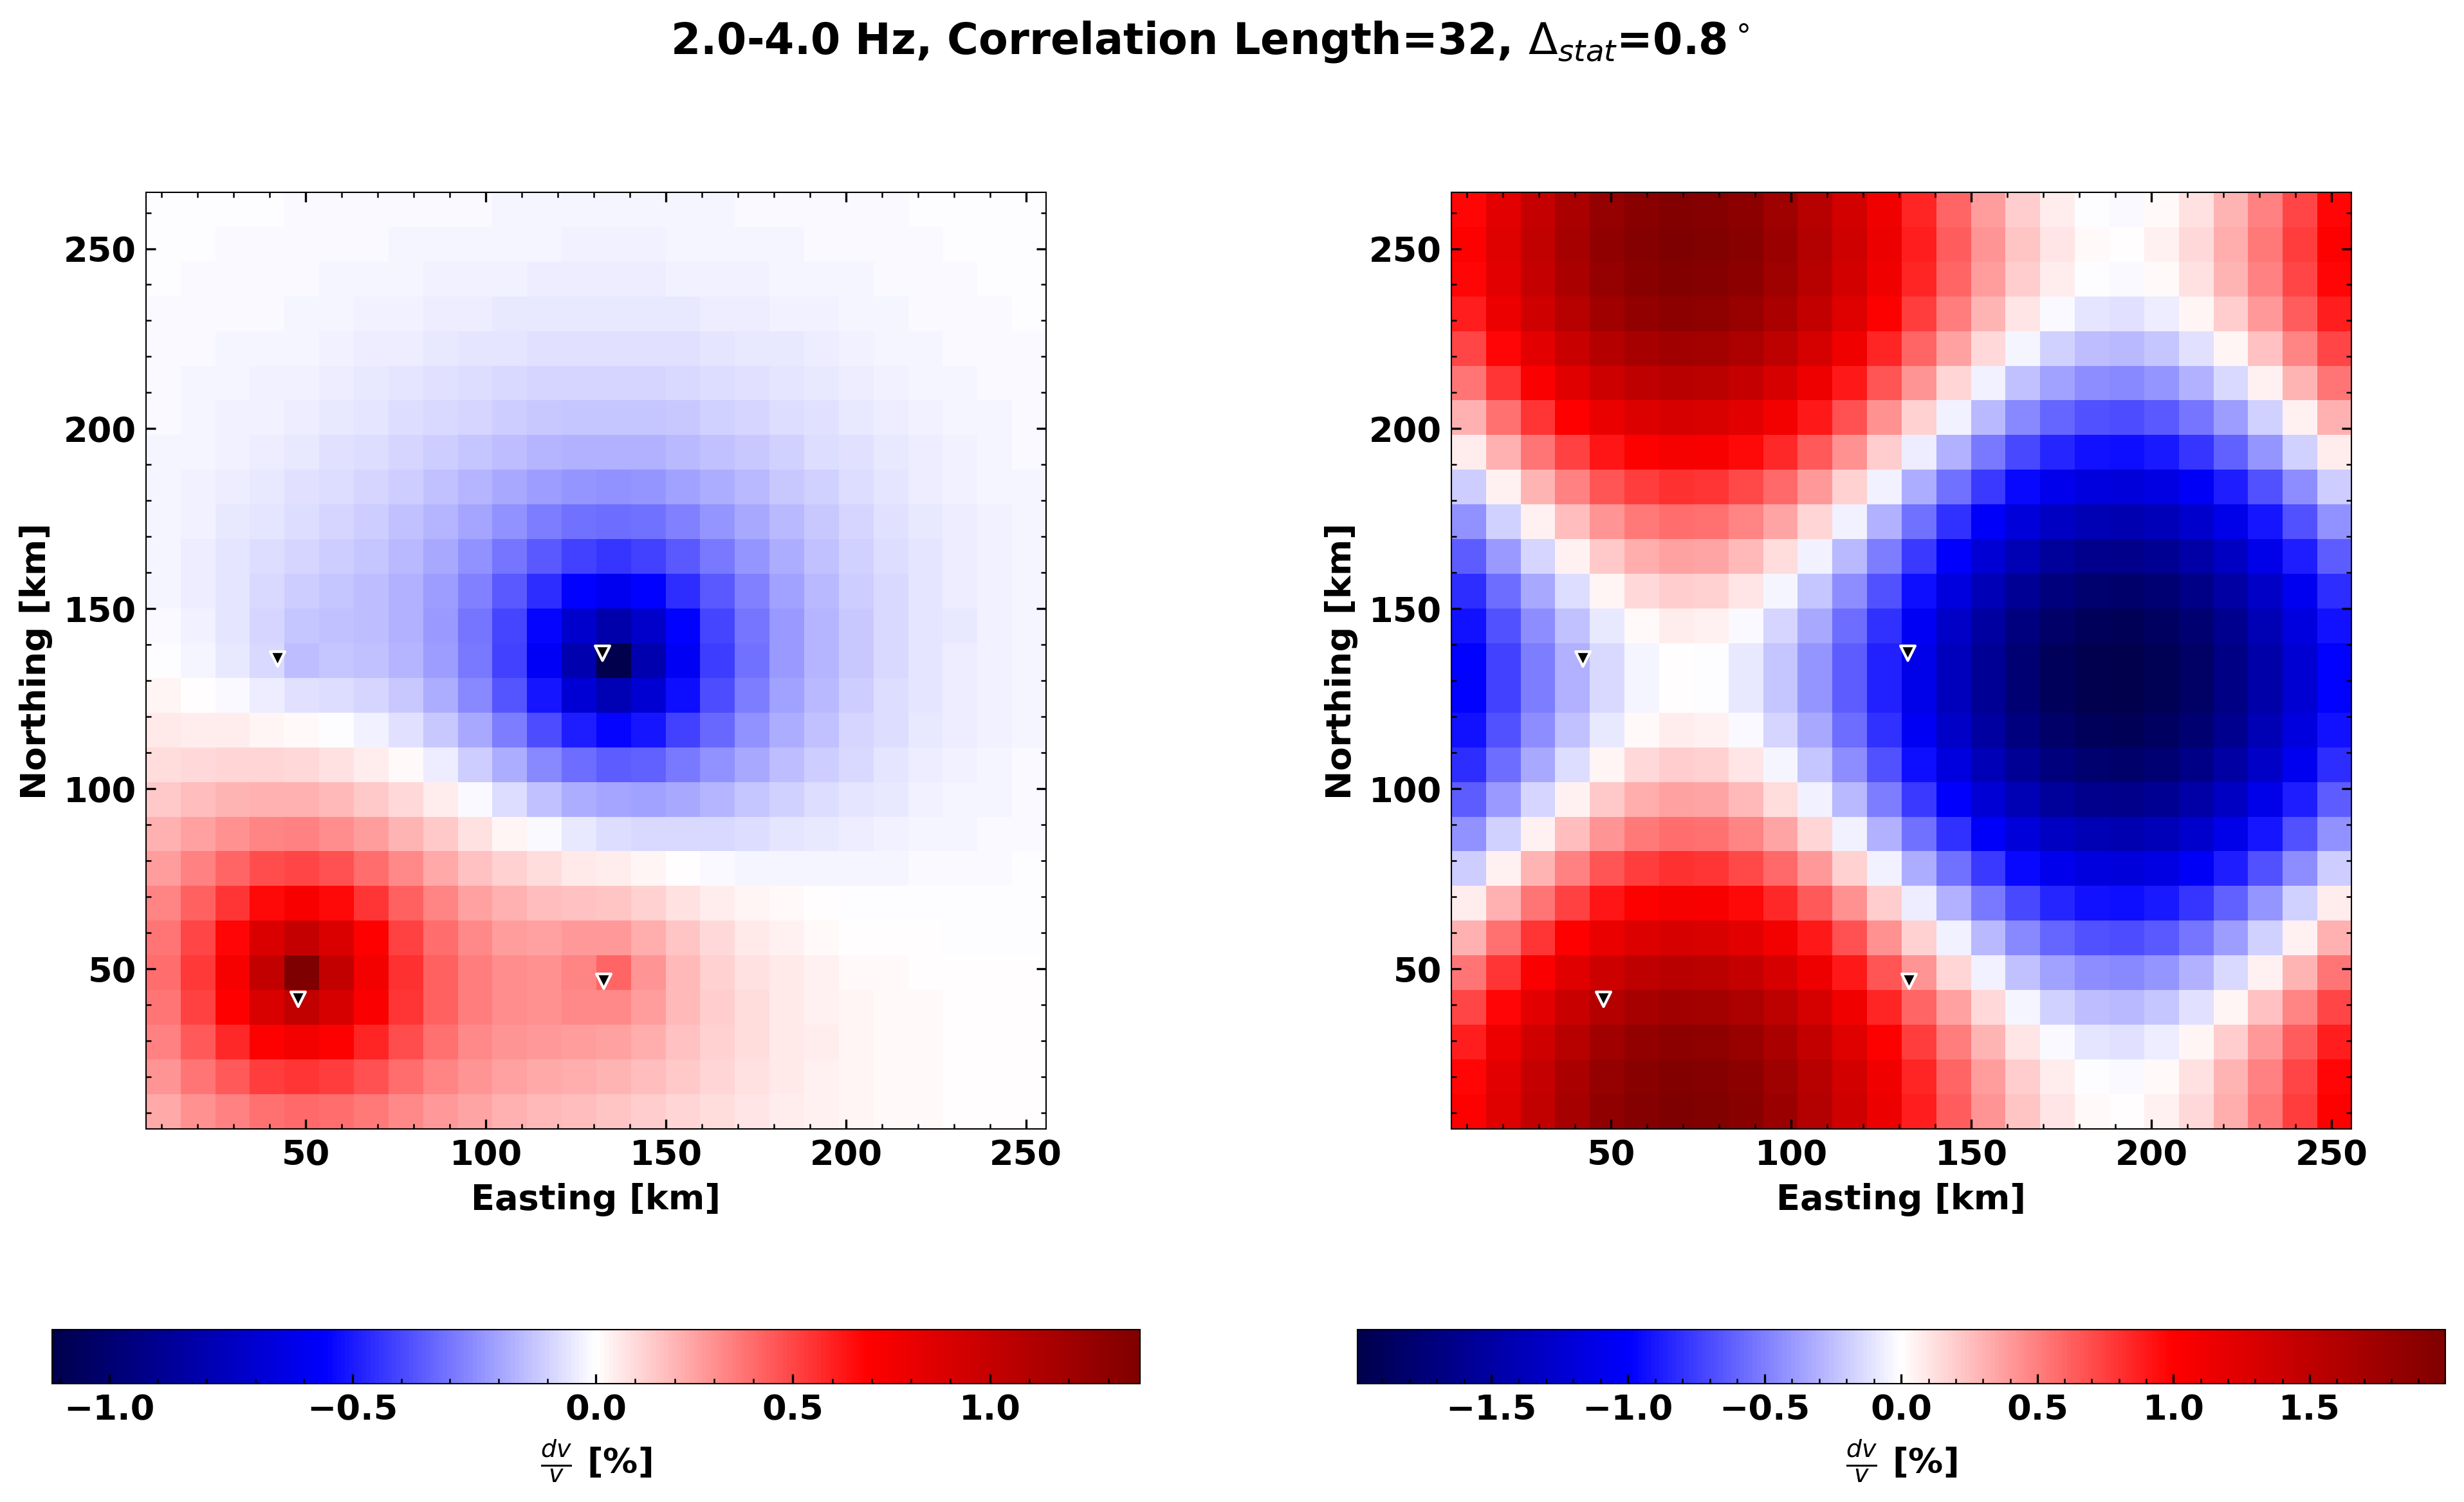 2.0-4.0 Hz, Correlation Length=32, Δstat=0.8°
250
200
150
100
50
Northing [km]
50 100 150 200 250
Easting [km]
250
200
150
100
50
Northing [km]
50 100 150 200 250
Easting [km]
−1.0 −0.5 0.0 0.5 1.0
dv/v [%]
−1.5 −1.0 −0.5 0.0 0.5 1.0 1.5
dv/v [%]